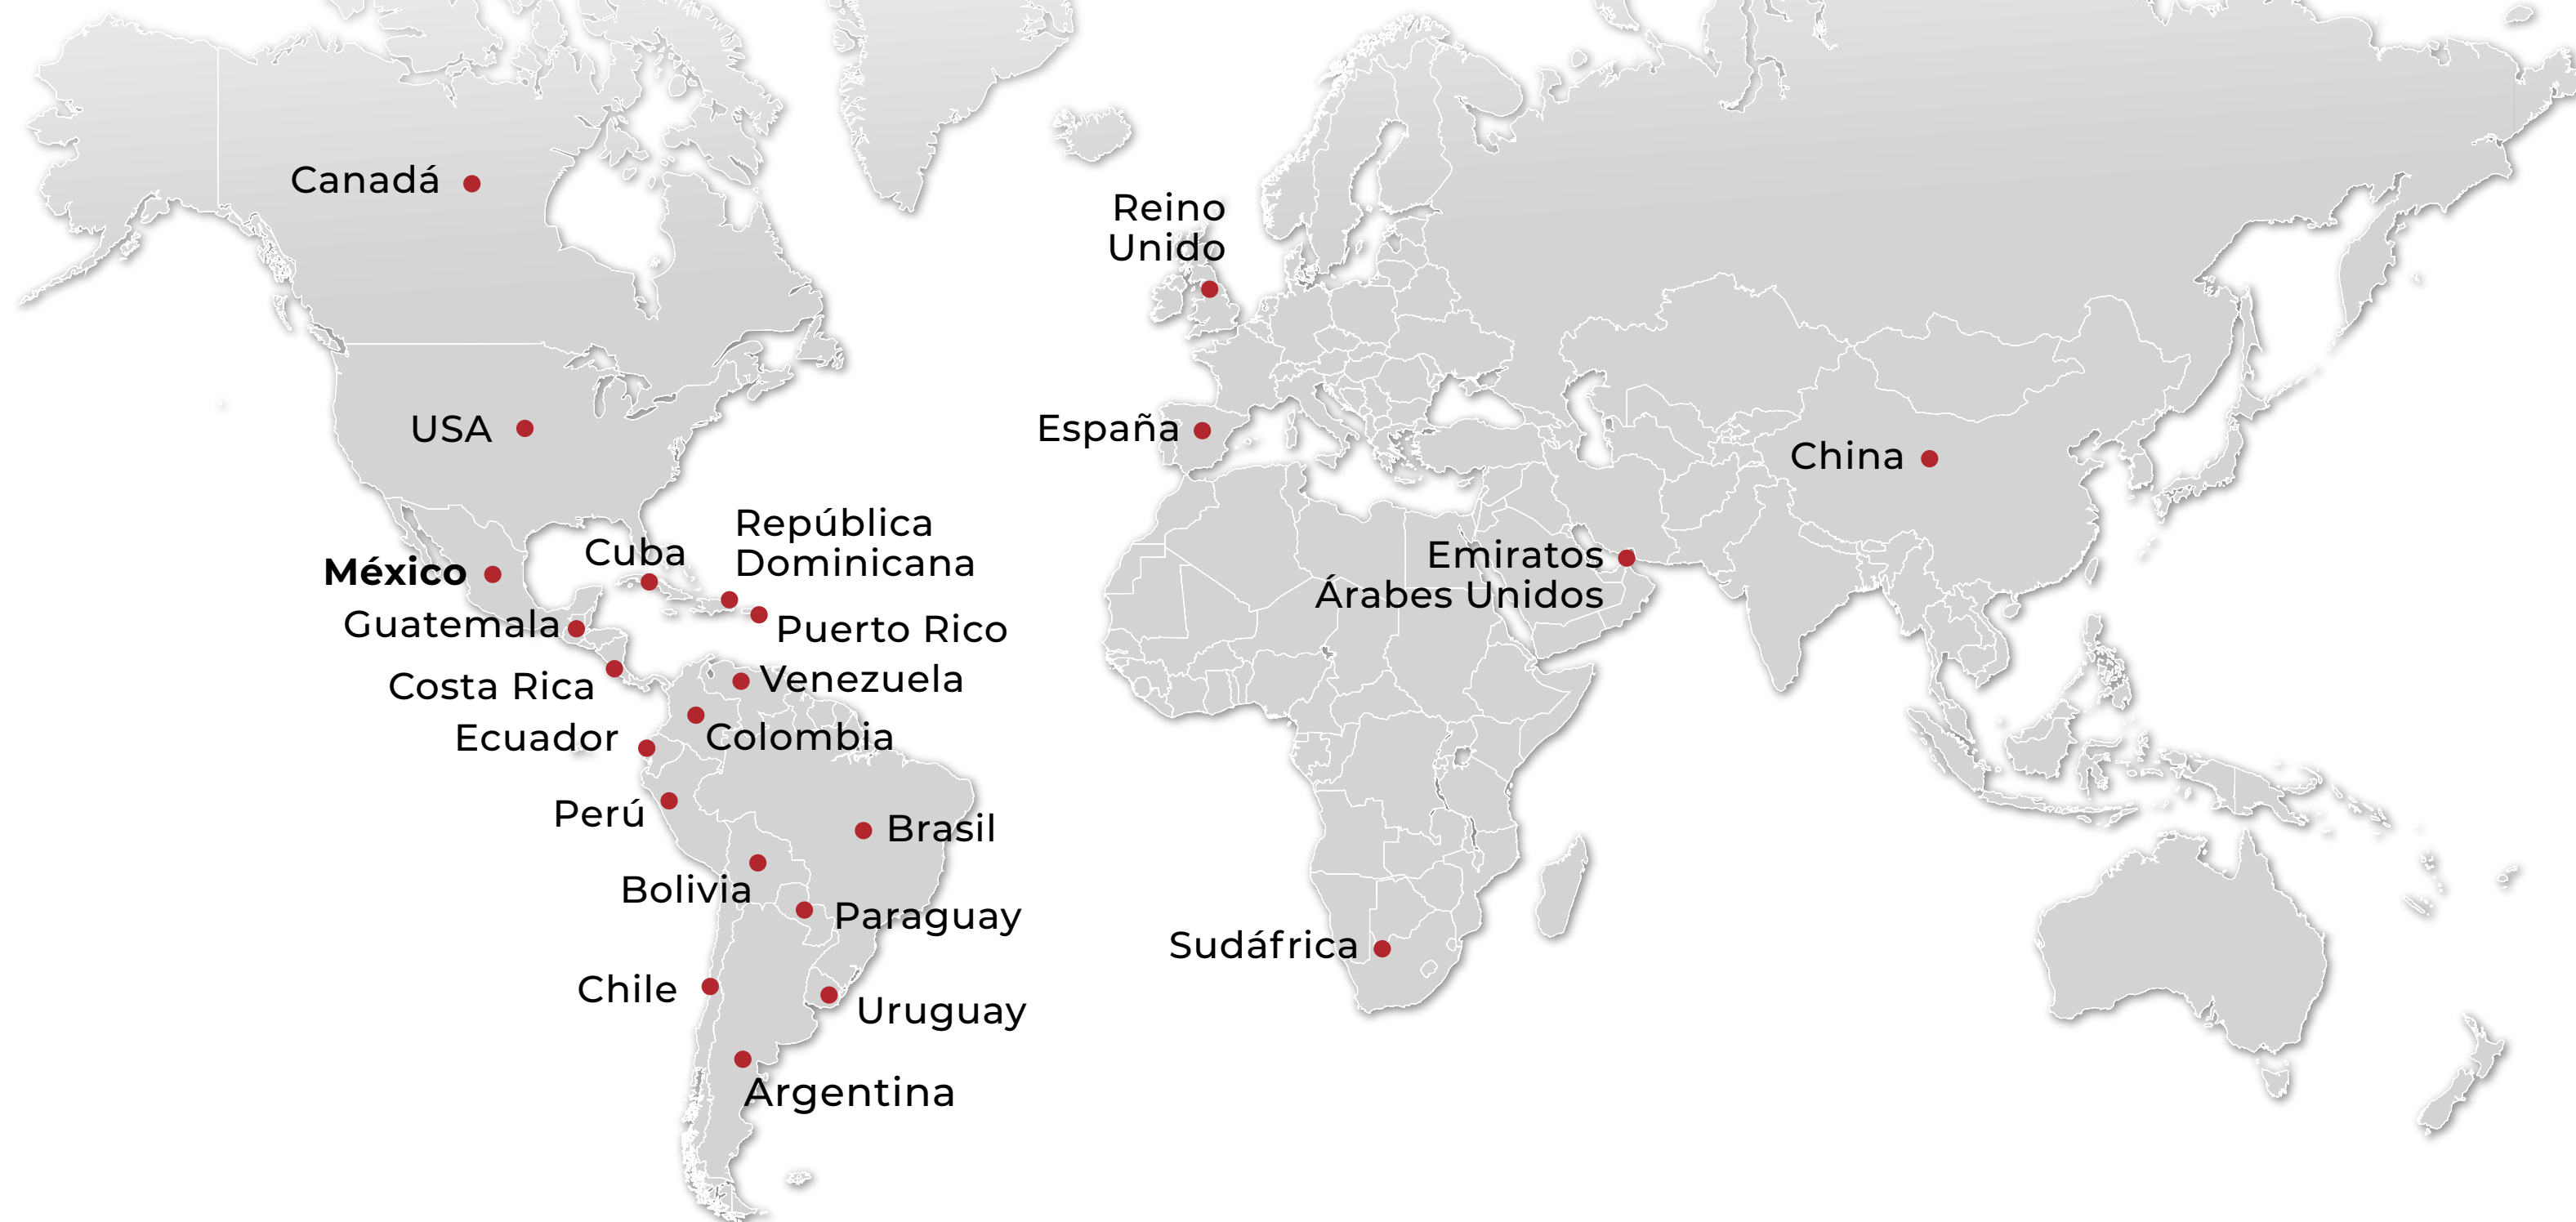 Canadá
Reino
Unido
USA
España
China
República
Dominicana
Cuba
México
Emiratos
Árabes Unidos
Guatemala
Puerto Rico
Costa Rica
Venezuela
Ecuador
Colombia
Perú
Brasil
Bolivia
Paraguay
Sudáfrica
Chile
Uruguay
Argentina